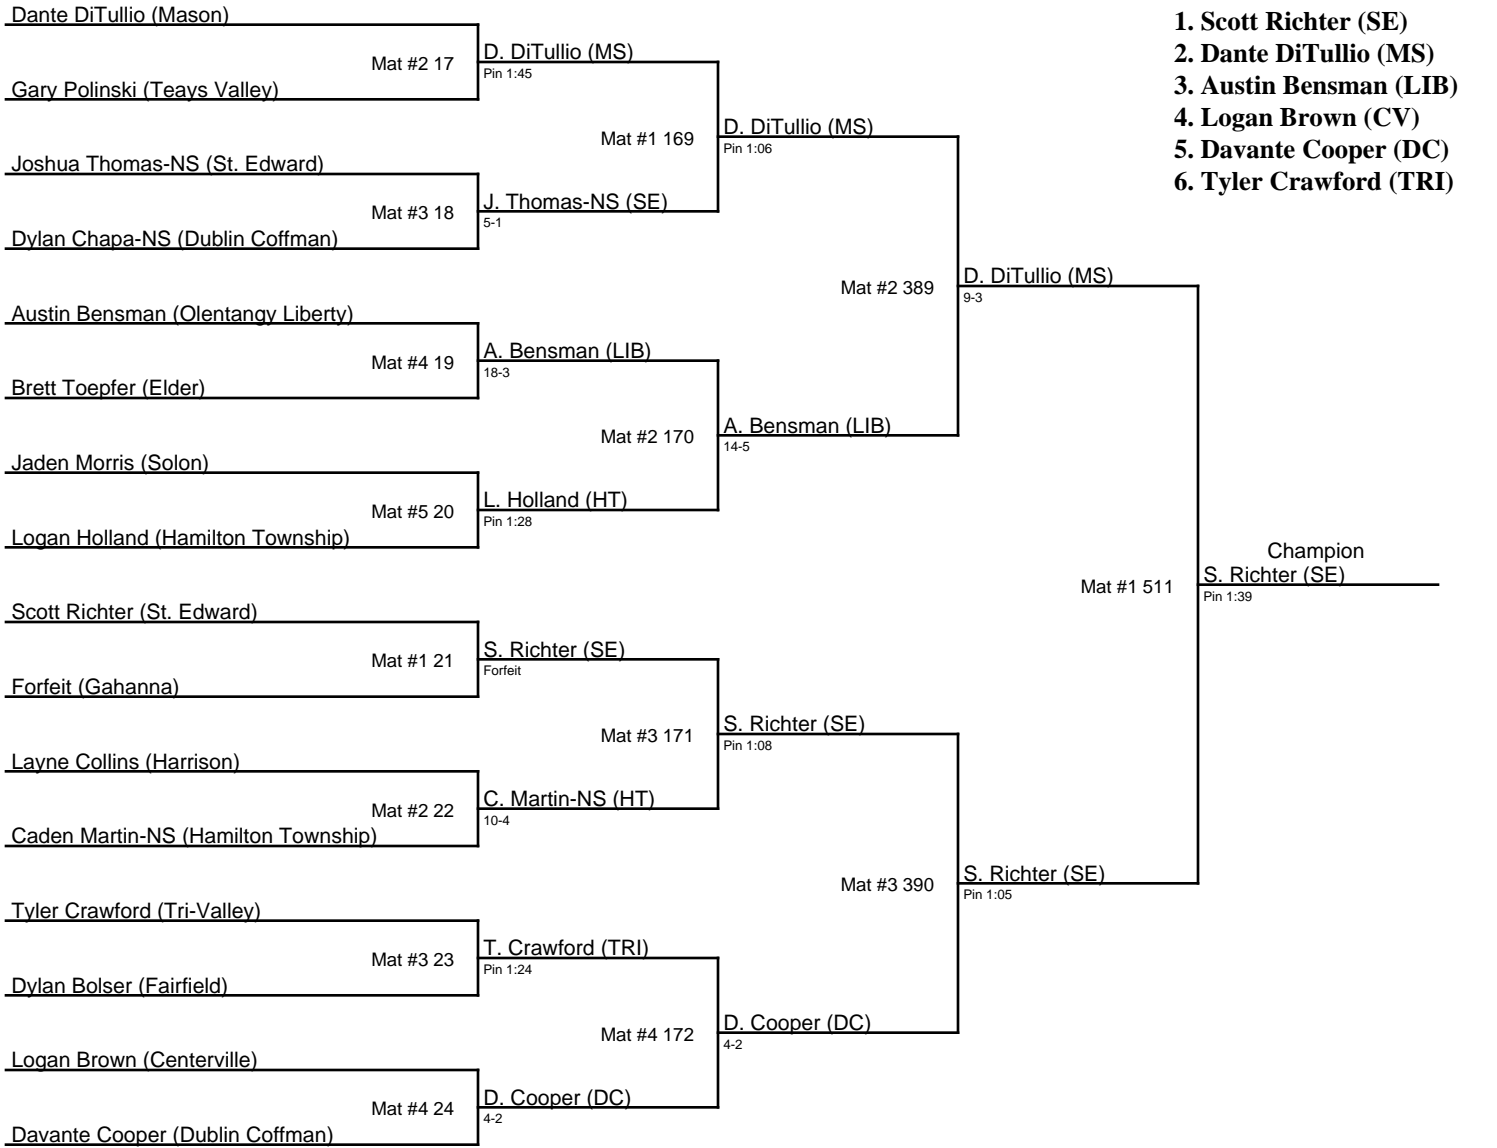 Dante DiTullio (Mason)
Mat #2 17
Gary Polinski (Teays Valley)
Joshua Thomas-NS (St. Edward)
Mat #3 18
Dylan Chapa-NS (Dublin Coffman)
Austin Bensman (Olentangy Liberty)
Mat #4 19
Brett Toepfer (Elder)
Jaden Morris (Solon)
Mat #5 20
Logan Holland (Hamilton Township)
Scott Richter (St. Edward)
Mat #1 21
Forfeit (Gahanna)
Layne Collins (Harrison)
Mat #2 22
Caden Martin-NS (Hamilton Township)
Tyler Crawford (Tri-Valley)
Mat #3 23
Dylan Bolser (Fairfield)
Logan Brown (Centerville)
Mat #4 24
Davante Cooper (Dublin Coffman)
D. DiTullio (MS)
Pin 1:45
Mat #1 169
J. Thomas-NS (SE)
5-1
A. Bensman (LIB)
18-3
Mat #2 170
L. Holland (HT)
Pin 1:28
S. Richter (SE)
Forfeit
Mat #3 171
C. Martin-NS (HT)
10-4
T. Crawford (TRI)
Pin 1:24
Mat #4 172
D. Cooper (DC)
4-2
D. DiTullio (MS)
Pin 1:06
Mat #2 389
A. Bensman (LIB)
14-5
S. Richter (SE)
Pin 1:08
Mat #3 390
D. Cooper (DC)
4-2
D. DiTullio (MS)
9-3
Mat #1 511
S. Richter (SE)
Pin 1:05
Champion
S. Richter (SE)
Pin 1:39
1. Scott Richter (SE)
2. Dante DiTullio (MS)
3. Austin Bensman (LIB)
4. Logan Brown (CV)
5. Davante Cooper (DC)
6. Tyler Crawford (TRI)